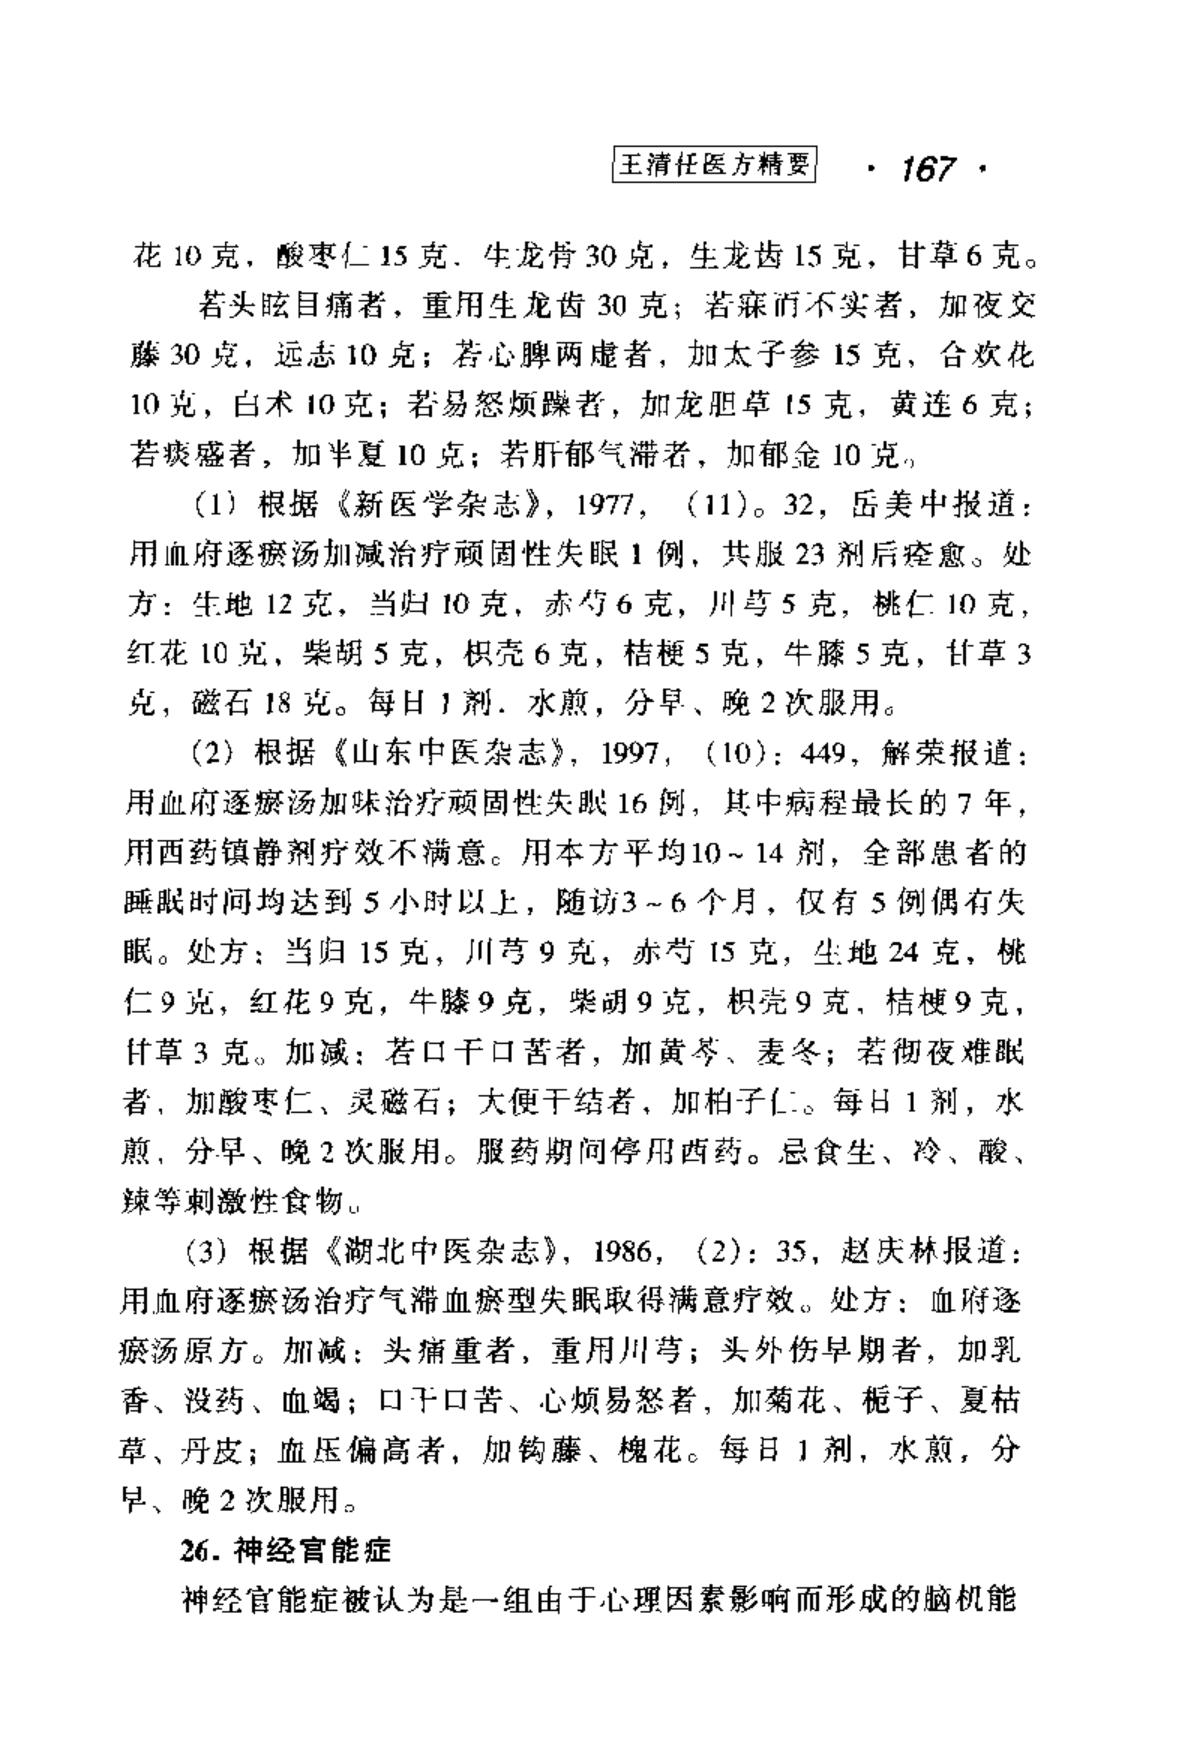 王清任医方精要 · 167 ·
花 10 克，酸枣仁 15 克．生龙骨 30 克，生龙齿 15 克，甘草 6 克。
若头眩目痛者，重用生龙齿 30 克；若寐而不实者，加夜交
藤 30 克，远志 10 克；若心脾两虚者，加太子参 15 克，合欢花
10 克，白术 10 克；若易怒烦躁者，加龙胆草 15 克，黄连 6 克；
若痰盛者，加半夏 10 克；若肝郁气滞者，加郁金 10 克。
（1）根据《新医学杂志》，1977，（11）。32，岳美中报道：
用血府逐瘀汤加减治疗顽固性失眠 1 例，共服 23 剂后痊愈。处
方：生地 12 克，当归 10 克，赤芍 6 克，川芎 5 克，桃仁 10 克，
红花 10 克，柴胡 5 克，枳壳 6 克，桔梗 5 克，牛膝 5 克，甘草 3
克，磁石 18 克。每日 1 剂．水煎，分早、晚 2 次服用。
（2）根据《山东中医杂志》，1997，（10）：449，解荣报道：
用血府逐瘀汤加味治疗顽固性失眠 16 例，其中病程最长的 7 年，
用西药镇静剂疗效不满意。用本方平均10～14 剂，全部患者的
睡眠时间均达到 5 小时以上，随访3～6 个月，仅有 5 例偶有失
眠。处方：当归 15 克，川芎 9 克，赤芍 15 克，生地 24 克，桃
仁 9 克，红花 9 克，牛膝 9 克，柴胡 9 克，枳壳 9 克，桔梗 9 克，
甘草 3 克。加减：若口干口苦者，加黄芩、麦冬；若彻夜难眠
者，加酸枣仁、灵磁石；大便干结者，加柏子仁。每日 1 剂，水
煎，分早、晚 2 次服用。服药期间停用西药。忌食生、冷、酸、
辣等刺激性食物。
（3）根据《湖北中医杂志》，1986，（2）：35，赵庆林报道：
用血府逐瘀汤治疗气滞血瘀型失眠取得满意疗效。处方：血府逐
瘀汤原方。加减：头痛重者，重用川芎；头外伤早期者，加乳
香、没药、血竭；口干口苦、心烦易怒者，加菊花、栀子、夏枯
草、丹皮；血压偏高者，加钩藤、槐花。每日 1 剂，水煎，分
早、晚 2 次服用。
26. 神经官能症
神经官能症被认为是一组由于心理因素影响而形成的脑机能